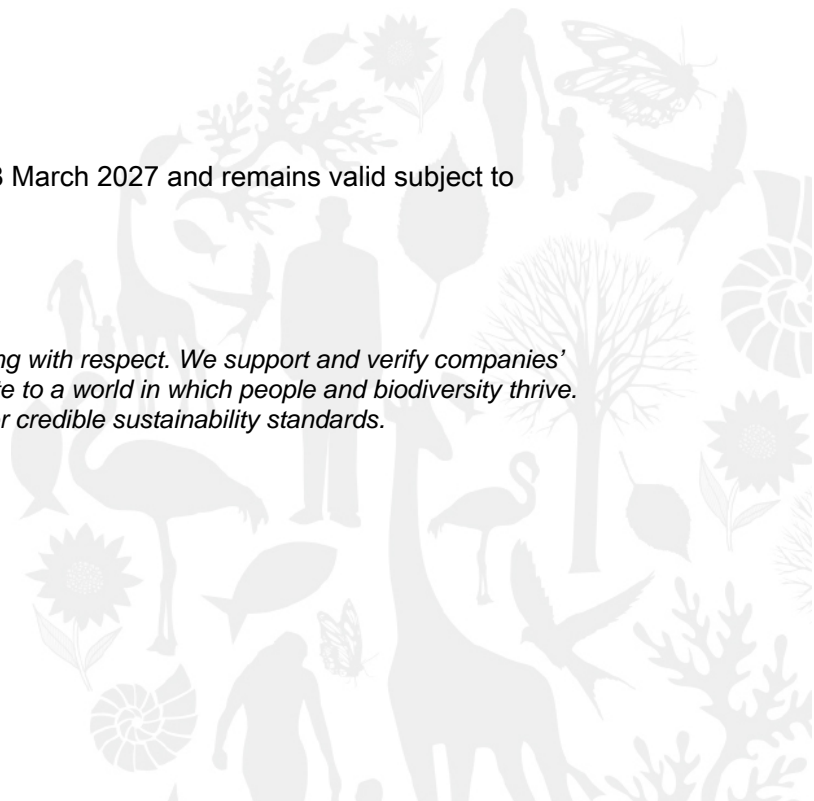 3 March 2027 and remains valid subject to
ng with respect. We support and verify companies’
te to a world in which people and biodiversity thrive.
r credible sustainability standards.